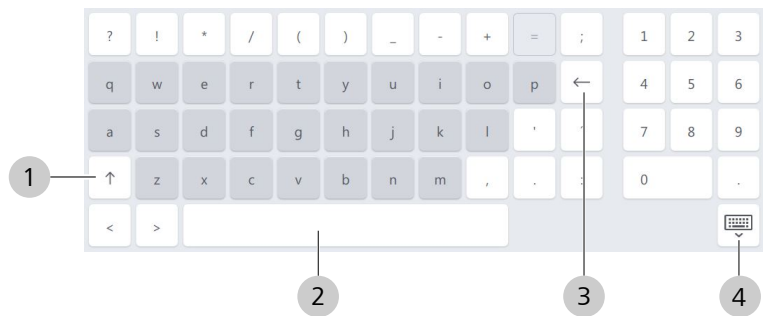 ? ! * / ( ) _ - + = ; 1 2 3
q w e r t y u i o p ← 4 5 6
a s d f g h j k l ' 7 8 9
1 ↑ z x c v b n m , . : 0 .
< >
2 3 4